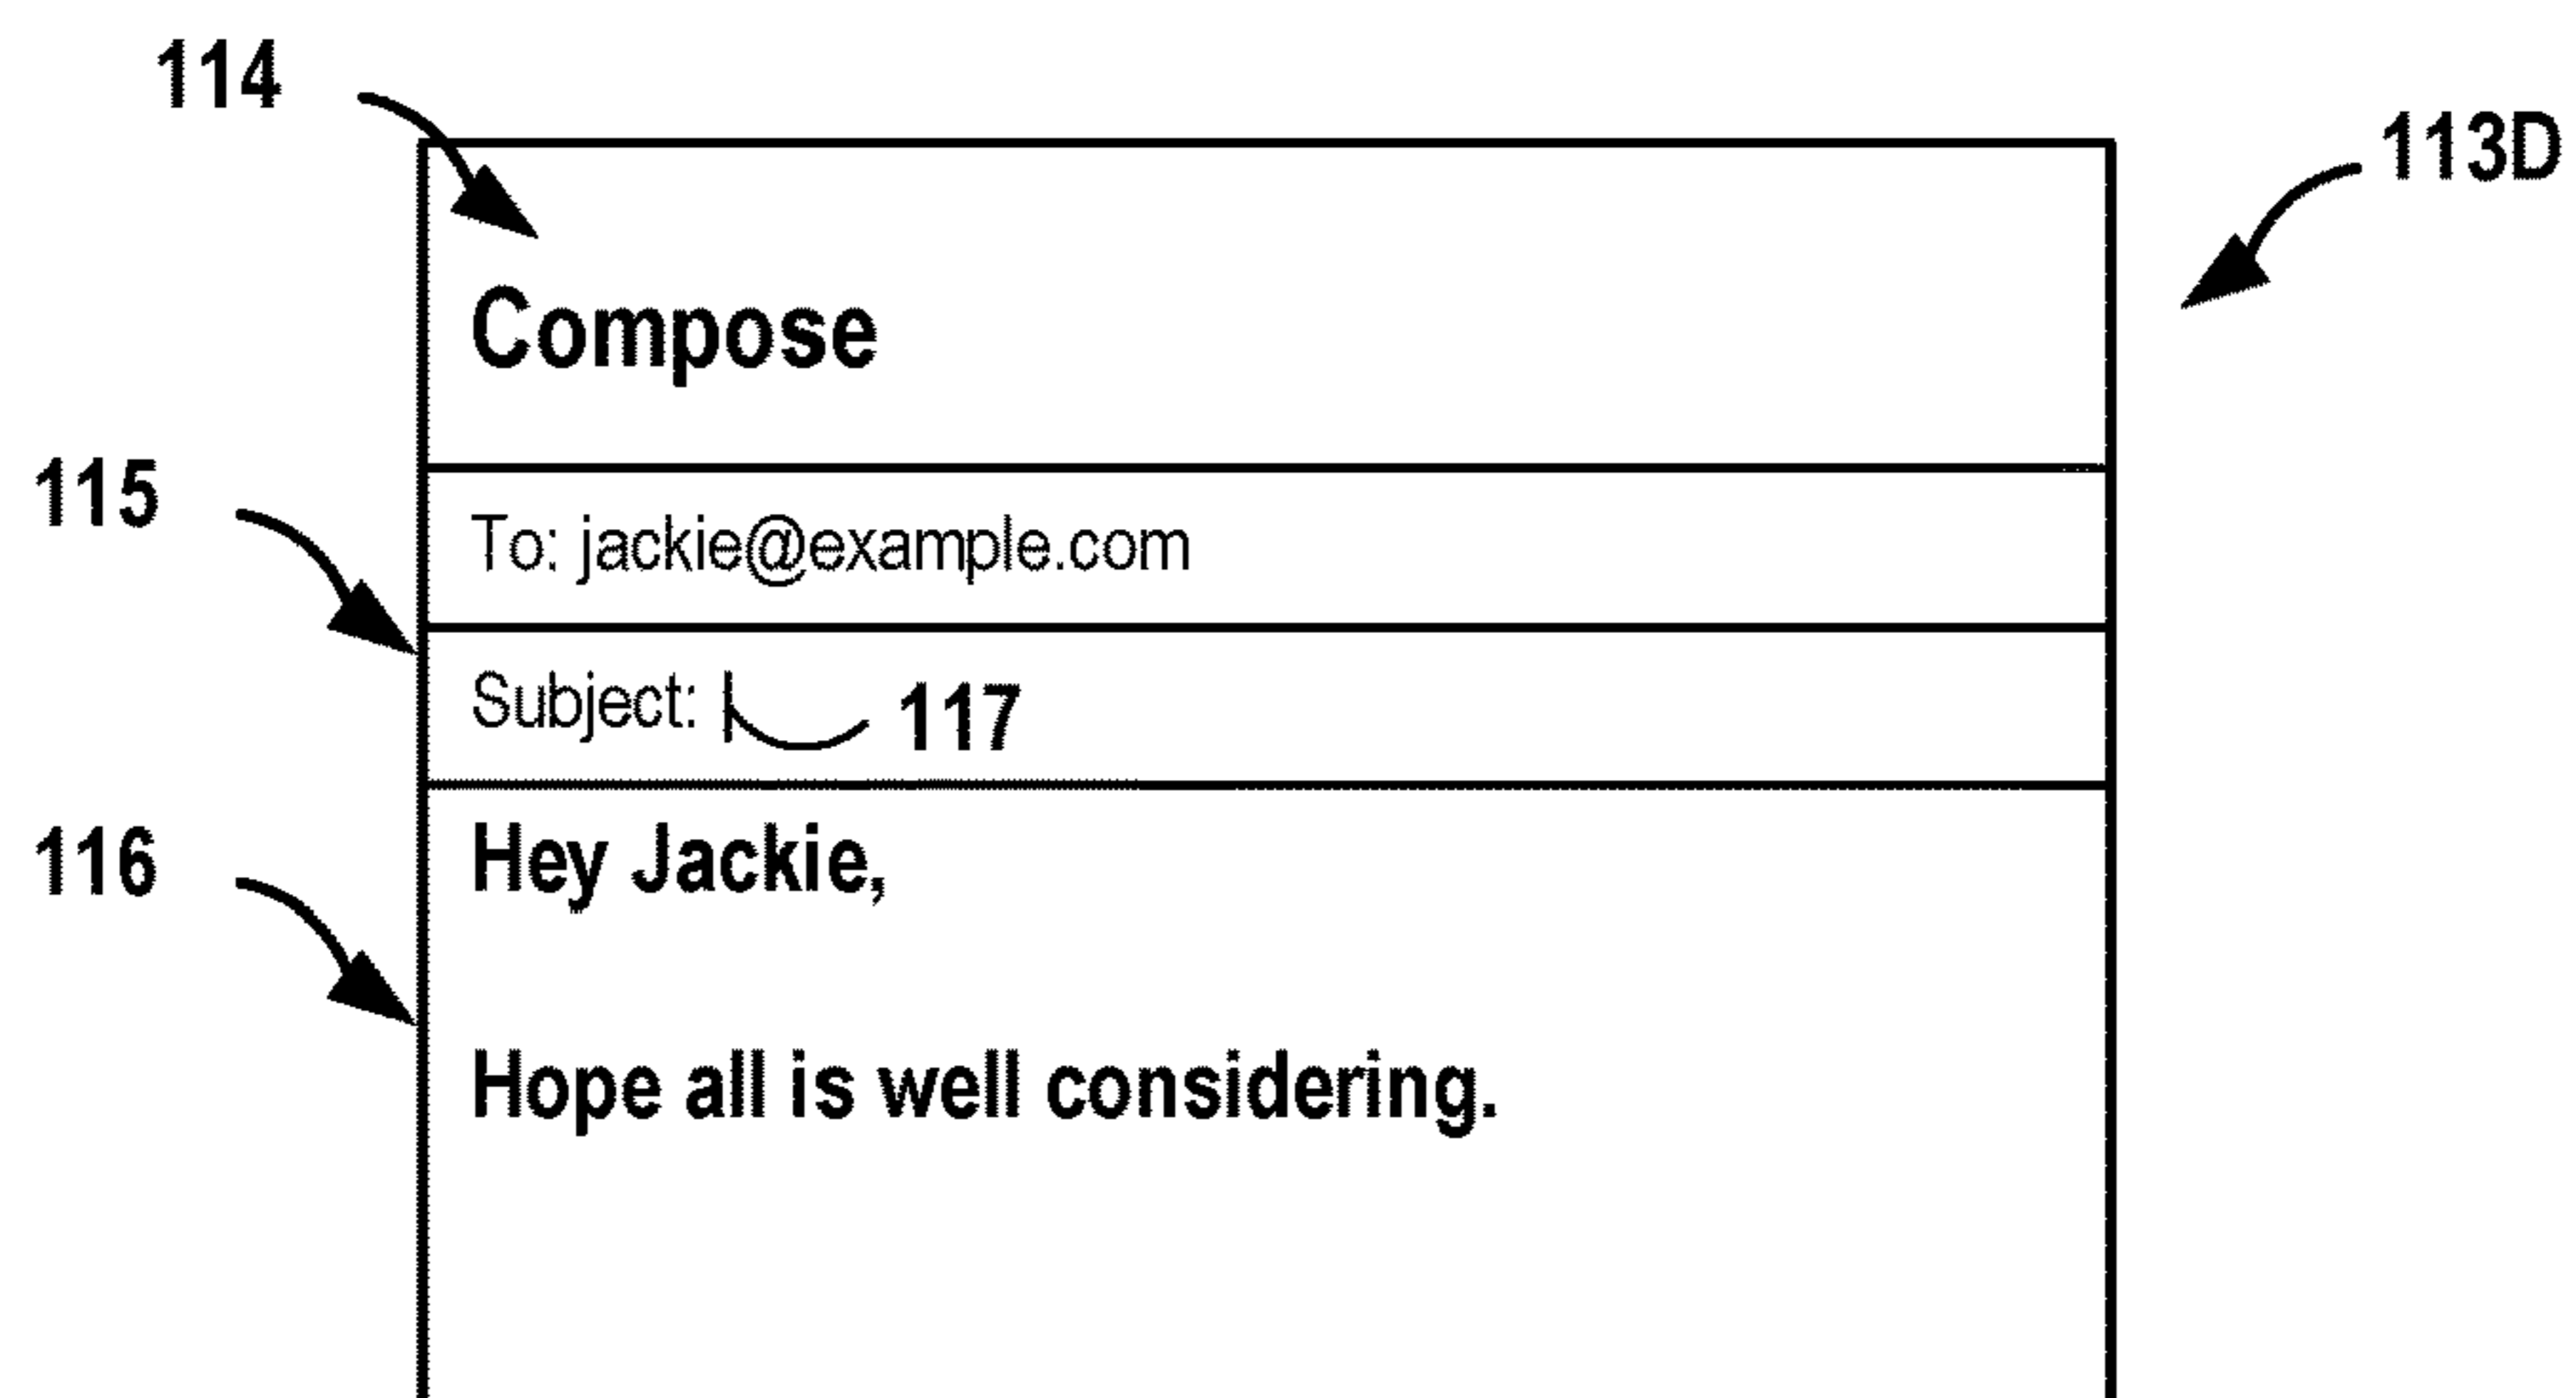 114
113D
Compose
115
To: jackie@example.com
Subject: 117
116
Hey Jackie,
Hope all is well considering.